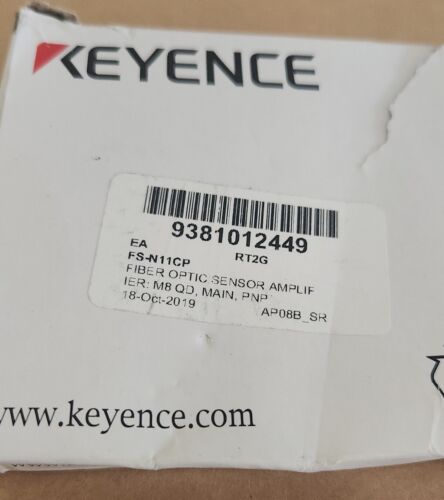 KEYENCE
9381012449
EA RT2G
FS-N11CP
FIBER OPTIC SENSOR AMPLIF
IER: M8 QD, MAIN, PNP
18-Oct-2019 AP08B_SR
www.keyence.com